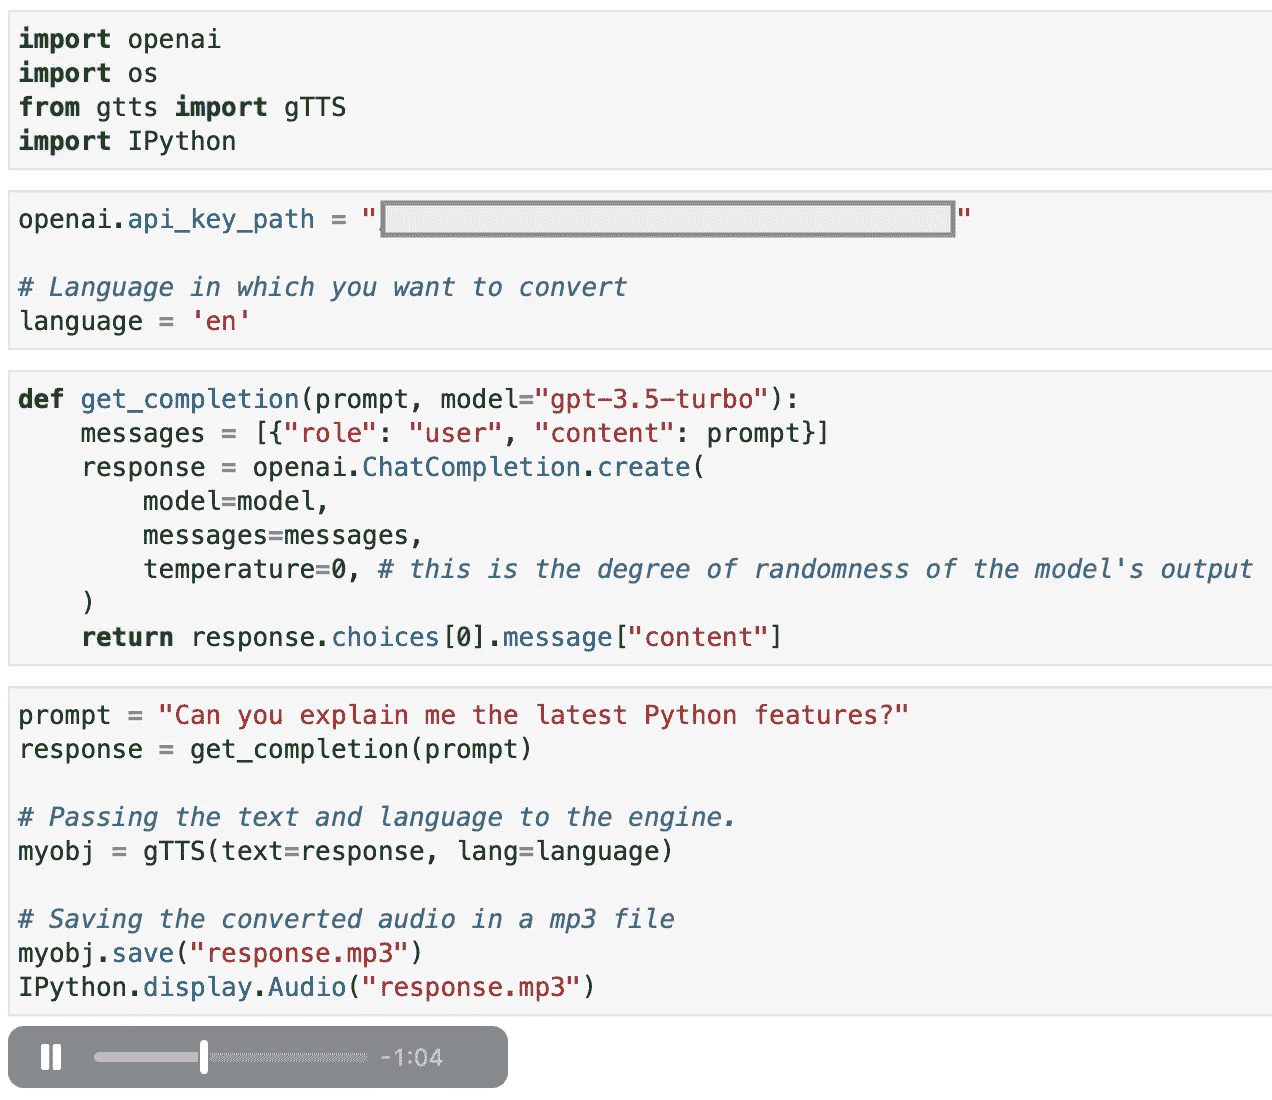 import openai
import os
from gtts import gTTS
import IPython
openai.api_key_path = " "
# Language in which you want to convert
language = 'en'
def get_completion(prompt, model="gpt-3.5-turbo"):
    messages = [{"role": "user", "content": prompt}]
    response = openai.ChatCompletion.create(
        model=model,
        messages=messages,
        temperature=0, # this is the degree of randomness of the model's output
    )
    return response.choices[0].message["content"]
prompt = "Can you explain me the latest Python features?"
response = get_completion(prompt)
# Passing the text and language to the engine.
myobj = gTTS(text=response, lang=language)
# Saving the converted audio in a mp3 file
myobj.save("response.mp3")
IPython.display.Audio("response.mp3")
-1:04